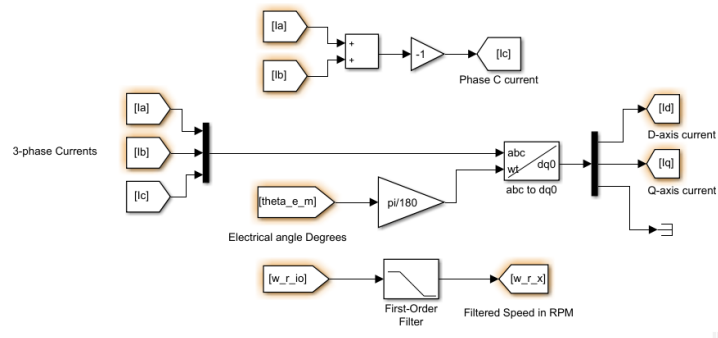 [Ia]
+
+
-1
[Ic]
[Ib]
Phase C current
[Ia]
[Id]
3-phase Currents
[Ib]
D-axis current
abc
wt
dq0
[Iq]
[Ic]
abc to dq0
Q-axis current
[theta_e_m]
pi/180
Electrical angle Degrees
[w_r_io]
[w_r_x]
First-Order
Filter
Filtered Speed in RPM